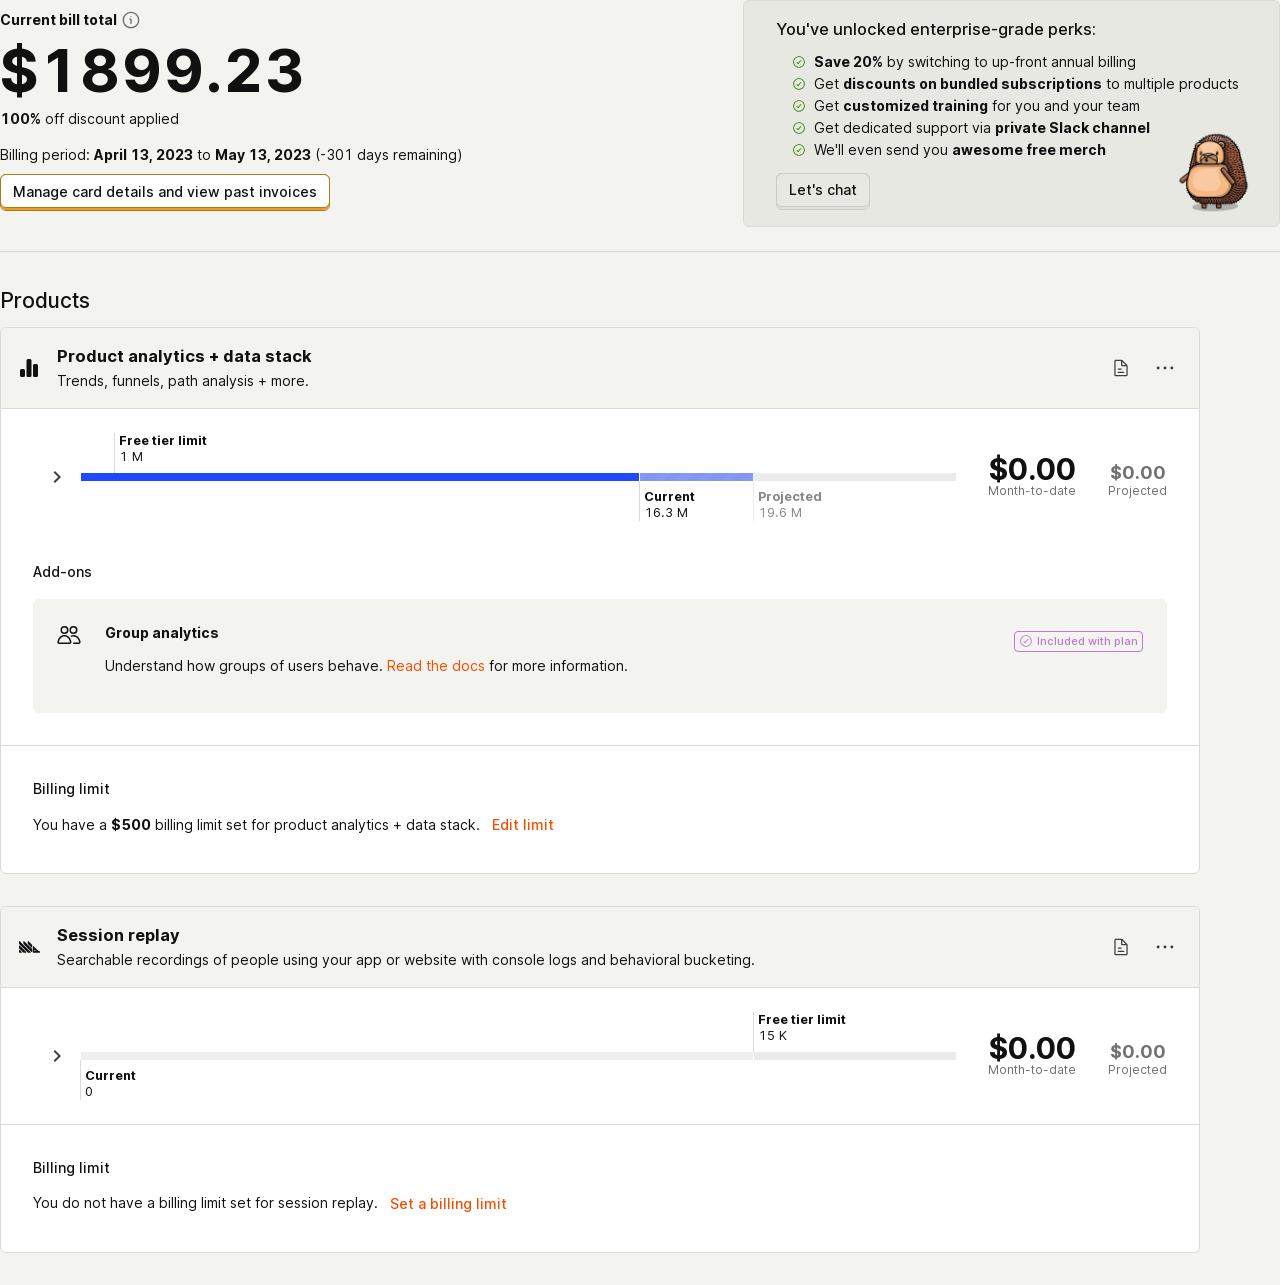 Current bill total
$1899.23
100% off discount applied
Billing period: April 13, 2023 to May 13, 2023 (-301 days remaining)
Manage card details and view past invoices
You've unlocked enterprise-grade perks:
Save 20% by switching to up-front annual billing
Get discounts on bundled subscriptions to multiple products
Get customized training for you and your team
Get dedicated support via private Slack channel
We'll even send you awesome free merch
Let's chat
Products
Product analytics + data stack
Trends, funnels, path analysis + more.
Free tier limit
1 M
Current
16.3 M
Projected
19.6 M
$0.00
Month-to-date
$0.00
Projected
Add-ons
Group analytics
Understand how groups of users behave. Read the docs for more information.
Included with plan
Billing limit
You have a $500 billing limit set for product analytics + data stack. Edit limit
Session replay
Searchable recordings of people using your app or website with console logs and behavioral bucketing.
Free tier limit
15 K
Current
0
$0.00
Month-to-date
$0.00
Projected
Billing limit
You do not have a billing limit set for session replay. Set a billing limit